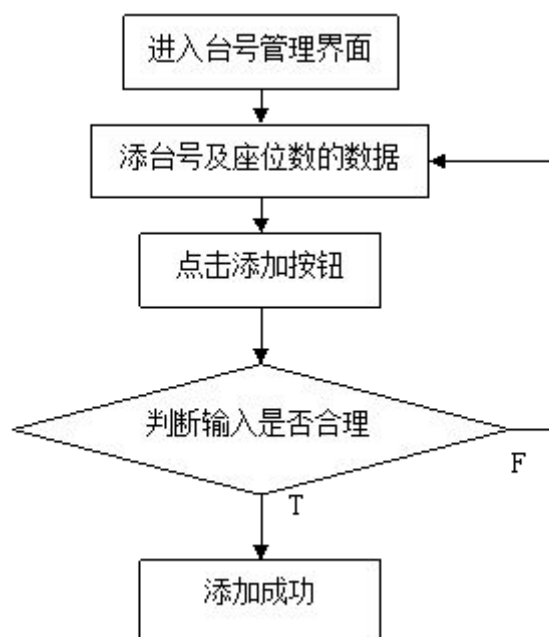 进入台号管理界面
添台号及座位数的数据
点击添加按钮
判断输入是否合理
F
T
添加成功